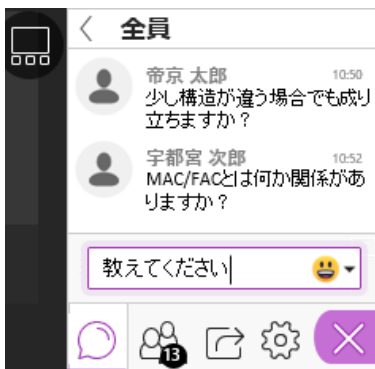 全員
帝京 太郎 10:50
少し構造が違う場合でも成り
立ちますか？
宇都宮 次郎 10:52
MAC/FACとは何か関係があ
りますか？
教えてください
13